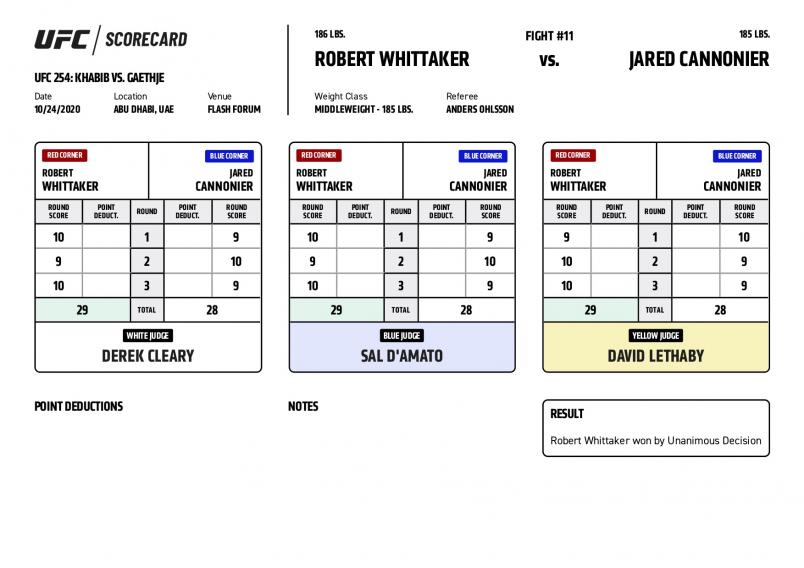 UFC / SCORECARD
UFC 254: KHABIB VS. GAETHJE
Date Location Venue
10/24/2020 ABU DHABI, UAE FLASH FORUM
186 LBS. FIGHT #11 185 LBS.
ROBERT WHITTAKER VS. JARED CANNONIER
Weight Class Referee
MIDDLEWEIGHT - 185 LBS. ANDERS OHLSSON
RED CORNER BLUE CORNER
ROBERT JARED
WHITTAKER CANNONIER
ROUND SCORE POINT DEDUCT. ROUND POINT DEDUCT. ROUND SCORE
10 1 9
9 2 10
10 3 9
29 TOTAL 28
WHITE JUDGE
DEREK CLEARY
RED CORNER BLUE CORNER
ROBERT JARED
WHITTAKER CANNONIER
ROUND SCORE POINT DEDUCT. ROUND POINT DEDUCT. ROUND SCORE
10 1 9
9 2 10
10 3 9
29 TOTAL 28
BLUE JUDGE
SAL D'AMATO
RED CORNER BLUE CORNER
ROBERT JARED
WHITTAKER CANNONIER
ROUND SCORE POINT DEDUCT. ROUND POINT DEDUCT. ROUND SCORE
9 1 10
10 2 9
10 3 9
29 TOTAL 28
YELLOW JUDGE
DAVID LETHABY
POINT DEDUCTIONS
NOTES
RESULT
Robert Whittaker won by Unanimous Decision